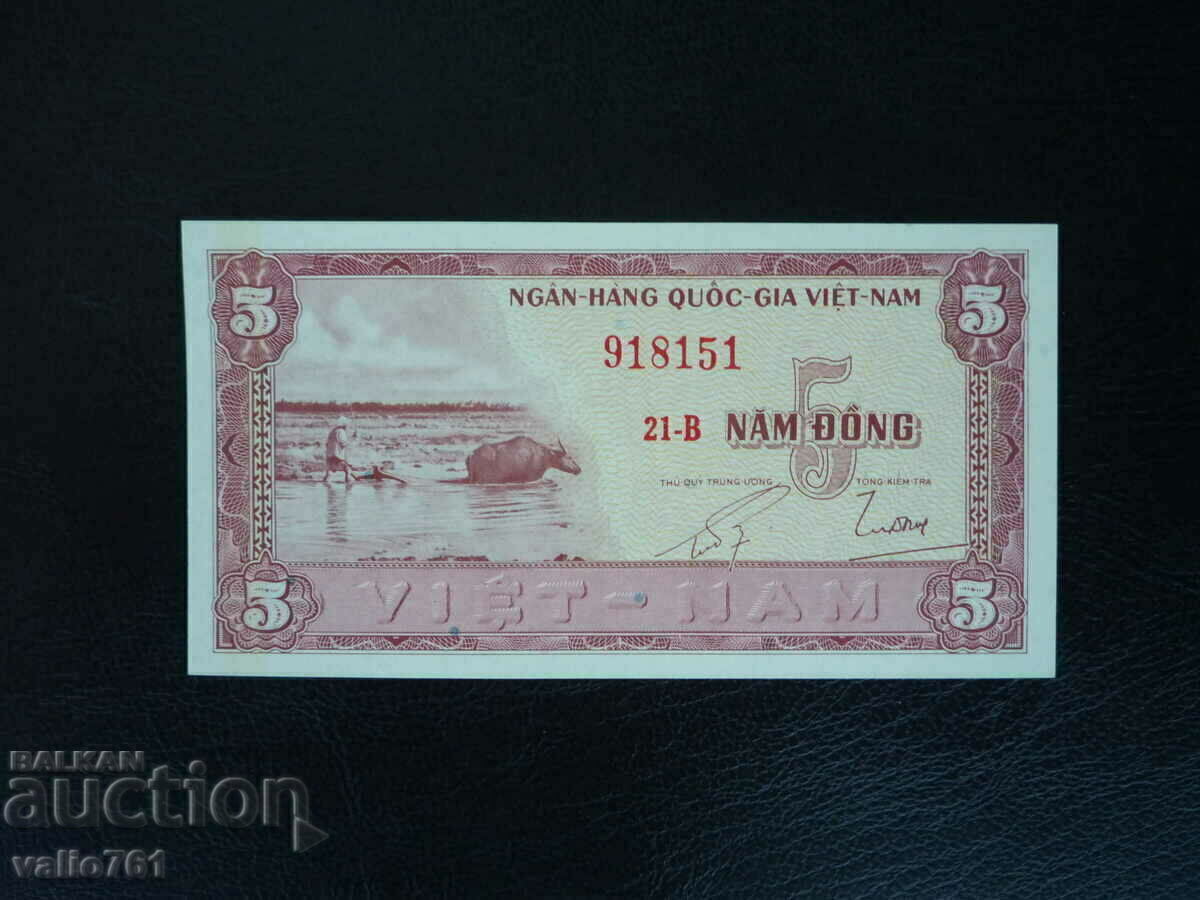 5 5
NGÂN-HÀNG QUỐC-GIA VIỆT-NAM
918151
5
21-B NĂM ĐỒNG
THỦ QUỸ TRUNG ƯƠNG TỔNG KIỂM TRA
VIỆT-NAM
5 5
BALKAN
auction
valio761